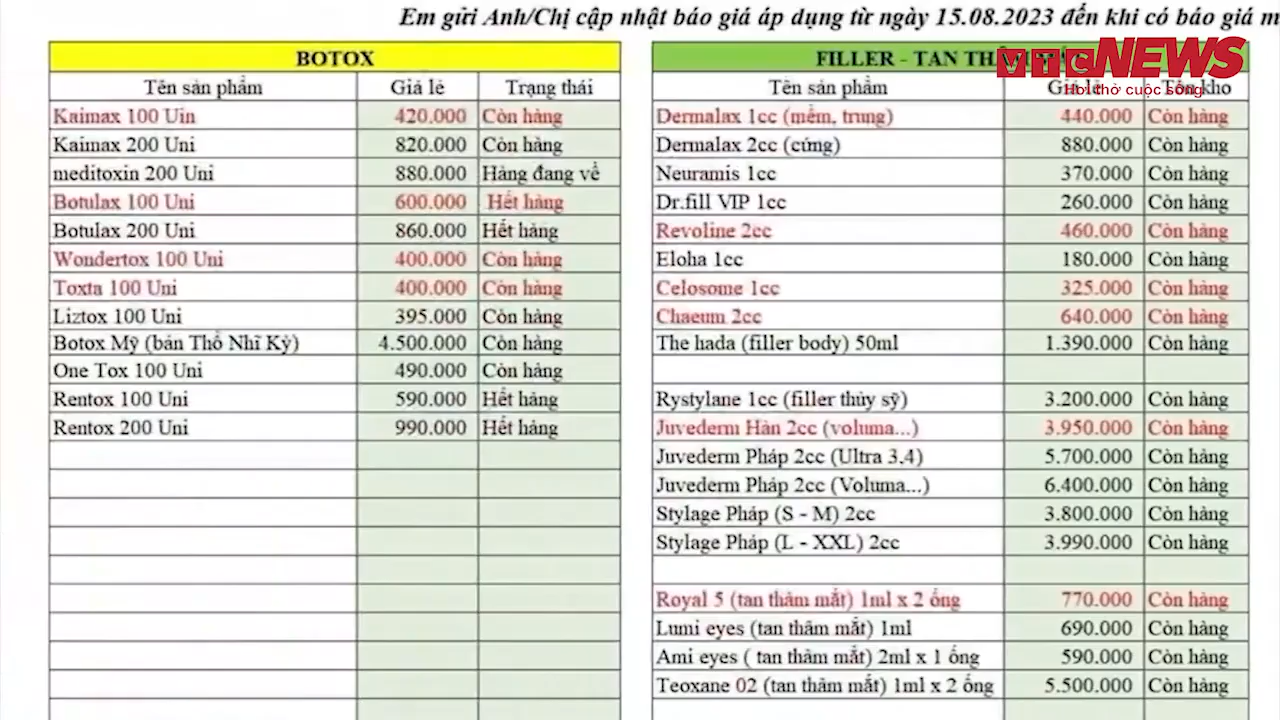 Em gửi Anh/Chị cập nhật báo giá áp dụng từ ngày 15.08.2023 đến khi có báo giá
VTC NEWS
Hơi thở cuộc sống
BOTOX
Tên sản phẩm Giá lẻ Trạng thái
Kaimax 100 Uin 420.000 Còn hàng
Kaimax 200 Uni 820.000 Còn hàng
meditoxin 200 Uni 880.000 Hàng đang về
Botulax 100 Uni 600.000 Hết hàng
Botulax 200 Uni 860.000 Hết hàng
Wondertox 100 Uni 400.000 Còn hàng
Toxta 100 Uni 400.000 Còn hàng
Liztox 100 Uni 395.000 Còn hàng
Botox Mỹ (bản Thổ Nhĩ Kỳ) 4.500.000 Còn hàng
One Tox 100 Uni 490.000 Còn hàng
Rentox 100 Uni 590.000 Hết hàng
Rentox 200 Uni 990.000 Hết hàng
FILLER - TAN
Tên sản phẩm Giá lẻ Tồn kho
Dermalax 1cc (mềm, trung) 440.000 Còn hàng
Dermalax 2cc (cứng) 880.000 Còn hàng
Neuramis 1cc 370.000 Còn hàng
Dr.fill VIP 1cc 260.000 Còn hàng
Revoline 2cc 460.000 Còn hàng
Eloha 1cc 180.000 Còn hàng
Celosome 1cc 325.000 Còn hàng
Chaeum 2cc 640.000 Còn hàng
The hada (filler body) 50ml 1.390.000 Còn hàng
Rystylane 1cc (filler thủy sỹ) 3.200.000 Còn hàng
Juvederm Hàn 2cc (voluma...) 3.950.000 Còn hàng
Juvederm Pháp 2cc (Ultra 3,4) 5.700.000 Còn hàng
Juvederm Pháp 2cc (Voluma...) 6.400.000 Còn hàng
Stylage Pháp (S - M) 2cc 3.800.000 Còn hàng
Stylage Pháp (L - XXL) 2cc 3.990.000 Còn hàng
Royal 5 (tan thâm mắt) 1ml x 2 ống 770.000 Còn hàng
Lumi eyes (tan thâm mắt) 1ml 690.000 Còn hàng
Ami eyes ( tan thâm mắt) 2ml x 1 ống 590.000 Còn hàng
Teoxane 02 (tan thâm mắt) 1ml x 2 ống 5.500.000 Còn hàng